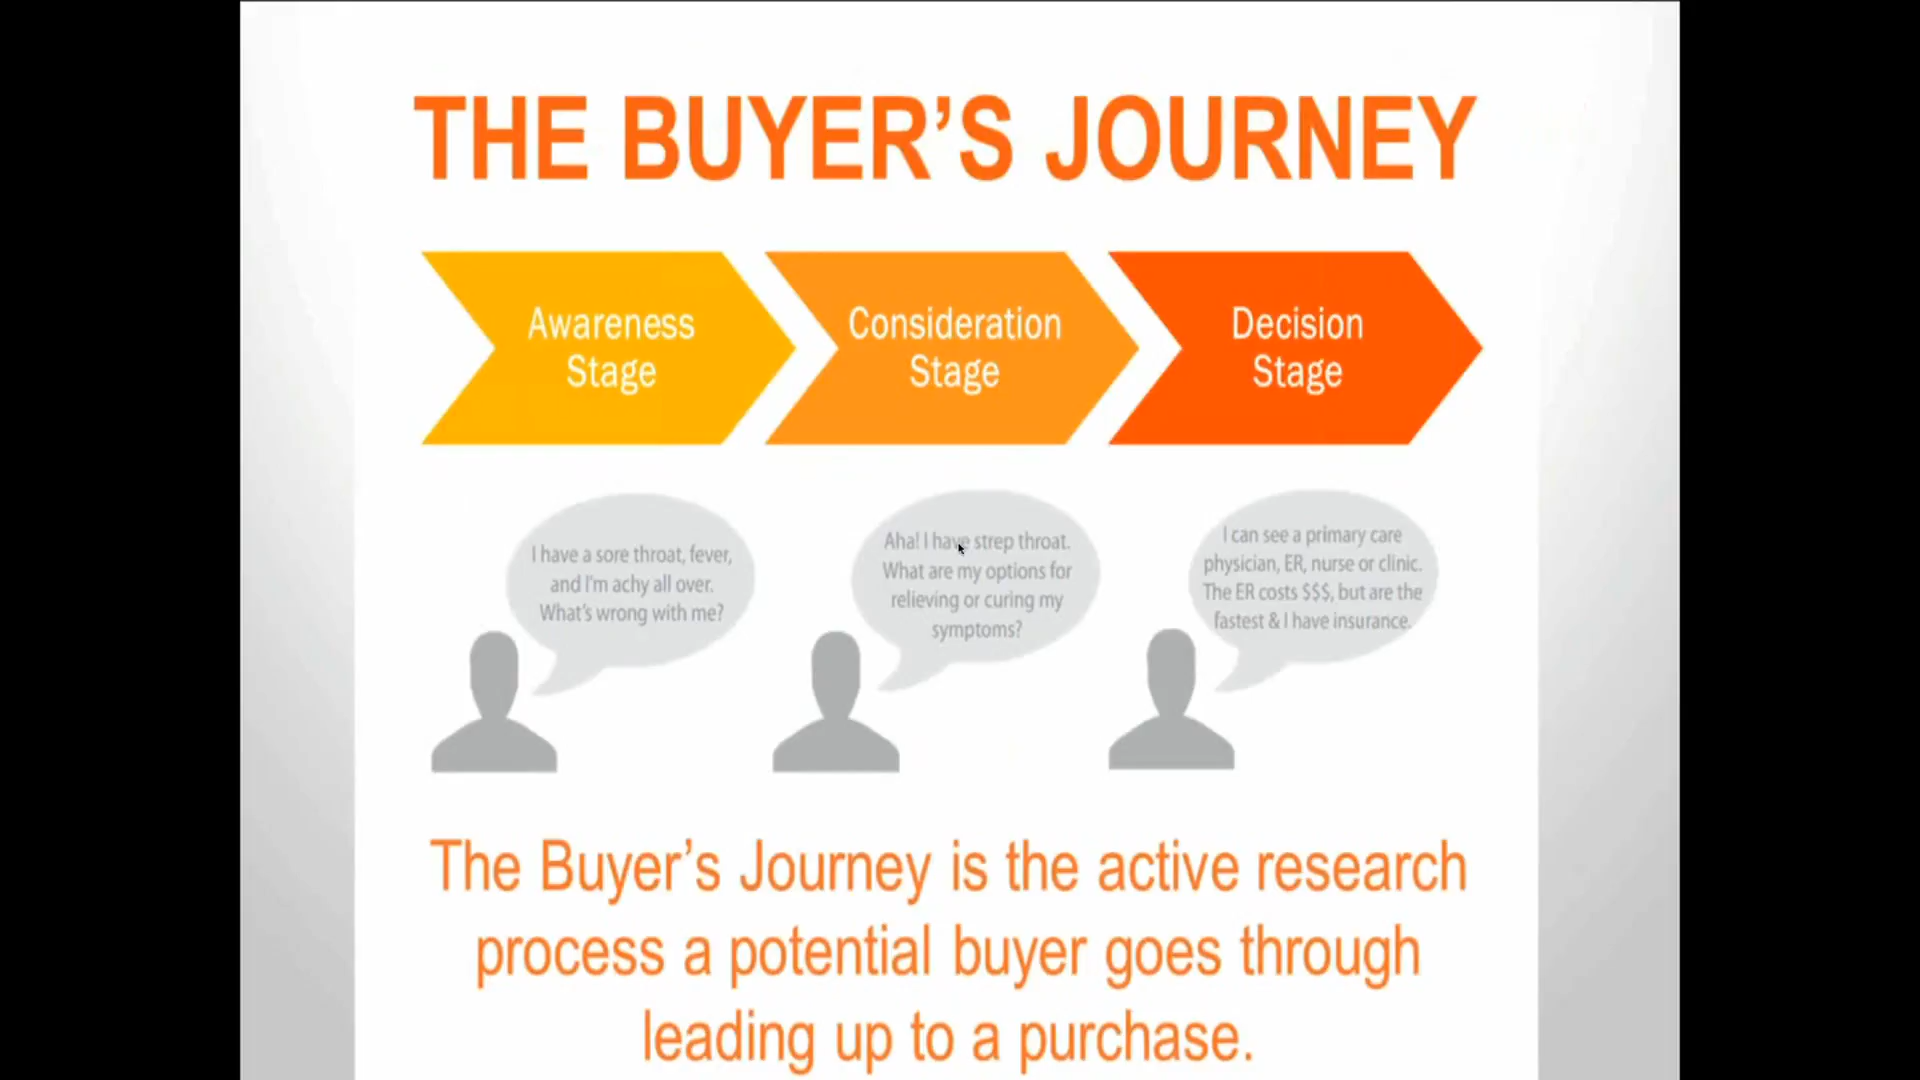 THE BUYER’S JOURNEY
Awareness
Stage
Consideration
Stage
Decision
Stage
I have a sore throat, fever,
and I'm achy all over.
What's wrong with me?
Aha! I have strep throat.
What are my options for
relieving or curing my
symptoms?
I can see a primary care
physician, ER, nurse or clinic.
The ER costs $$$, but are the
fastest & I have insurance.
The Buyer’s Journey is the active research
process a potential buyer goes through
leading up to a purchase.